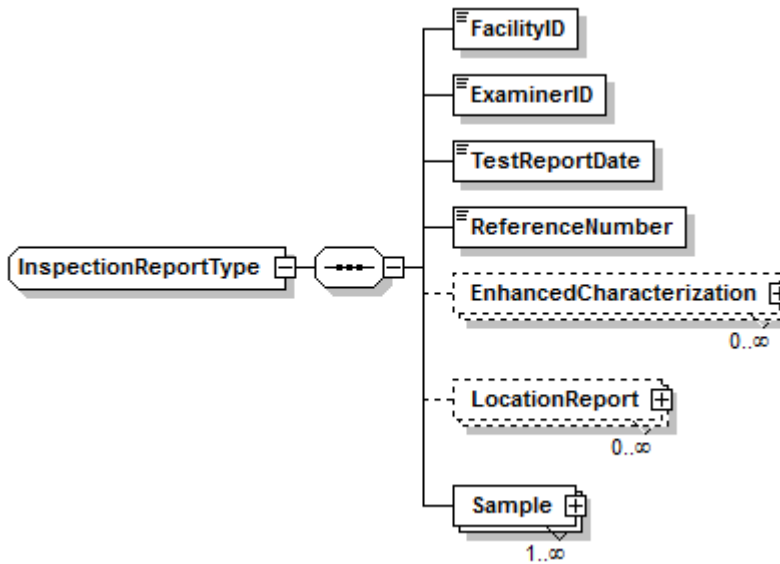 FacilityID
ExaminerID
TestReportDate
ReferenceNumber
InspectionReportType
EnhancedCharacterization
0..∞
LocationReport
0..∞
Sample
1..∞